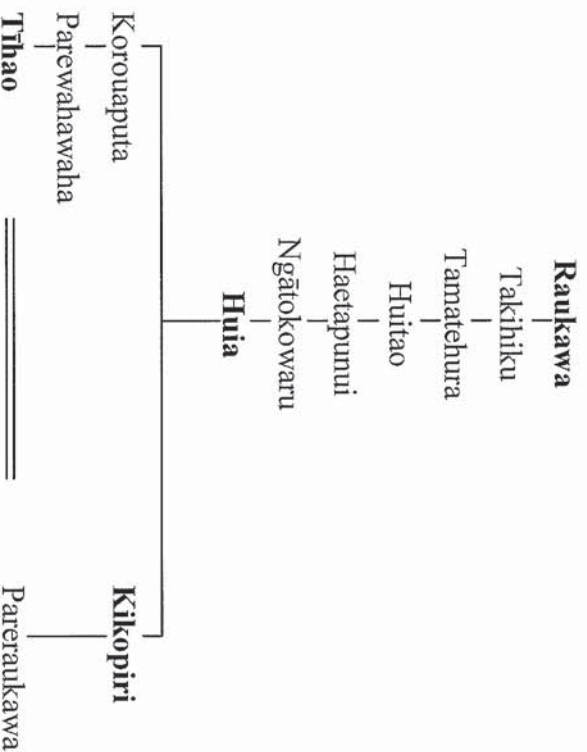 Raukawa
Takihiku
Tamatehura
Huitao
Haetapunui
Ngātokowaru
Huia
Korouaputa
Kikopiri
Parewahawaha
Tīhao
Pareraukawa